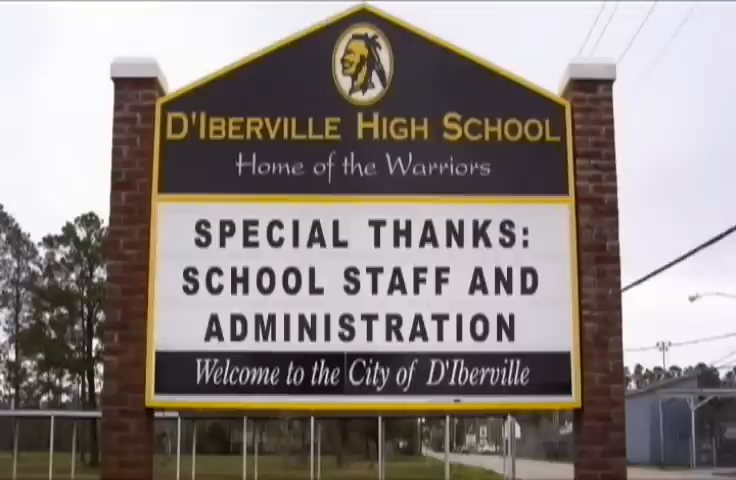 D'IBERVILLE HIGH SCHOOL
Home of the Warriors
SPECIAL THANKS:
SCHOOL STAFF AND
ADMINISTRATION
Welcome to the City of D'Iberville